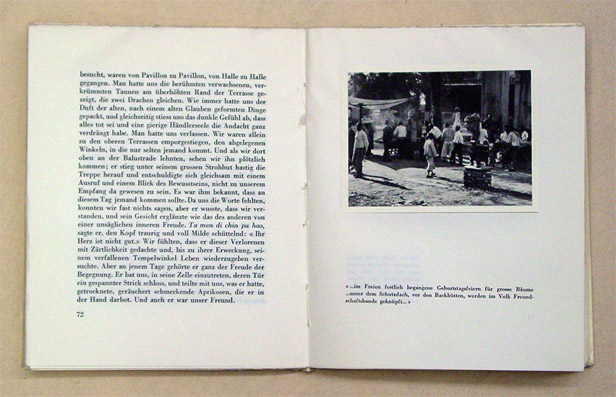 besucht, waren von Pavillon zu Pavillon, von Halle zu Halle
gegangen. Man hatte uns die berühmten verwachsenen, ver-
krümmten Tannen am überhöhten Rand der Terrasse ge-
zeigt, die zwei Drachen gleichen. Wie immer hatte uns der
Duft der alten, nach einem alten Glauben geformten Dinge
gepackt, und gleichzeitig stiess uns das dunkle Gefühl ab, dass
alles tot sei und eine gierige Händlerseele die Andacht ganz
verdrängt habe. Man hatte uns verlassen. Wir waren allein
zu den oberen Terrassen emporgestiegen, den abgelegenen
Winkeln, in die nur selten jemand kommt. Und als wir dort
oben an der Balustrade lehnten, sehen wir ihn plötzlich
kommen; er stieg unter seinem grossen Strohhut hastig die
Treppe herauf und entschuldigte sich gleichsam mit einem
Ausruf und einem Blick des Bewusstseins, nicht zu unserem
Empfang da gewesen zu sein. Es war ihm bekannt, dass an
diesem Tag jemand kommen sollte. Da uns die Worte fehlten,
konnten wir fast nichts sagen, aber er wusste, dass wir ver-
standen, und sein Gesicht erglänzte wie das des anderen von
einer unsäglichen inneren Freude. Ta men di chin pu hao,
sagte er, den Kopf traurig und voll Milde schüttelnd: « Ihr
Herz ist nicht gut.» Wir fühlten, dass er dieser Verlorenen
mit Zärtlichkeit gedachte und, bis zu ihrer Erweckung, sei-
nem verfallenen Tempelwinkel Leben wiederzugeben ver-
suchte. Aber an jenem Tage gehörte er ganz der Freude der
Begegnung. Er bat uns, in seine Zelle einzutreten, deren Tür
ein gespannter Strick schloss, und teilte mit uns, was er hatte,
getrocknete, geräuchert schmeckende Aprikosen, die er in
der Hand darbot. Und auch er war unser Freund.
72
« ...im Freien festlich begangene Geburtstagsfeiern für grosse Bäume
...unter dem Schutzdach, vor den Backhütten, werden im Volk Freund-
schaftsbande geknüpft... »